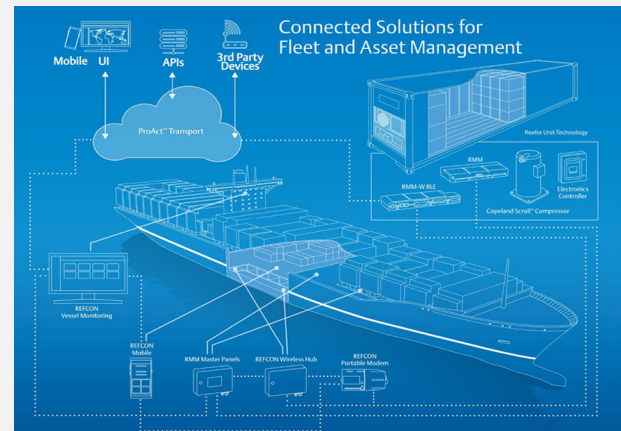 Connected Solutions for
Fleet and Asset Management
Mobile UI
APIs
3rd Party
Devices
ProAct™ Transport
Reefer Unit Technology
RMM
RMM-W BLE
Electronics
Controller
Copeland Scroll™ Compressor
REFCON
Vessel Monitoring
REFCON
Mobile
RMM Master Panels
REFCON Wireless Hub
REFCON
Portable Modem